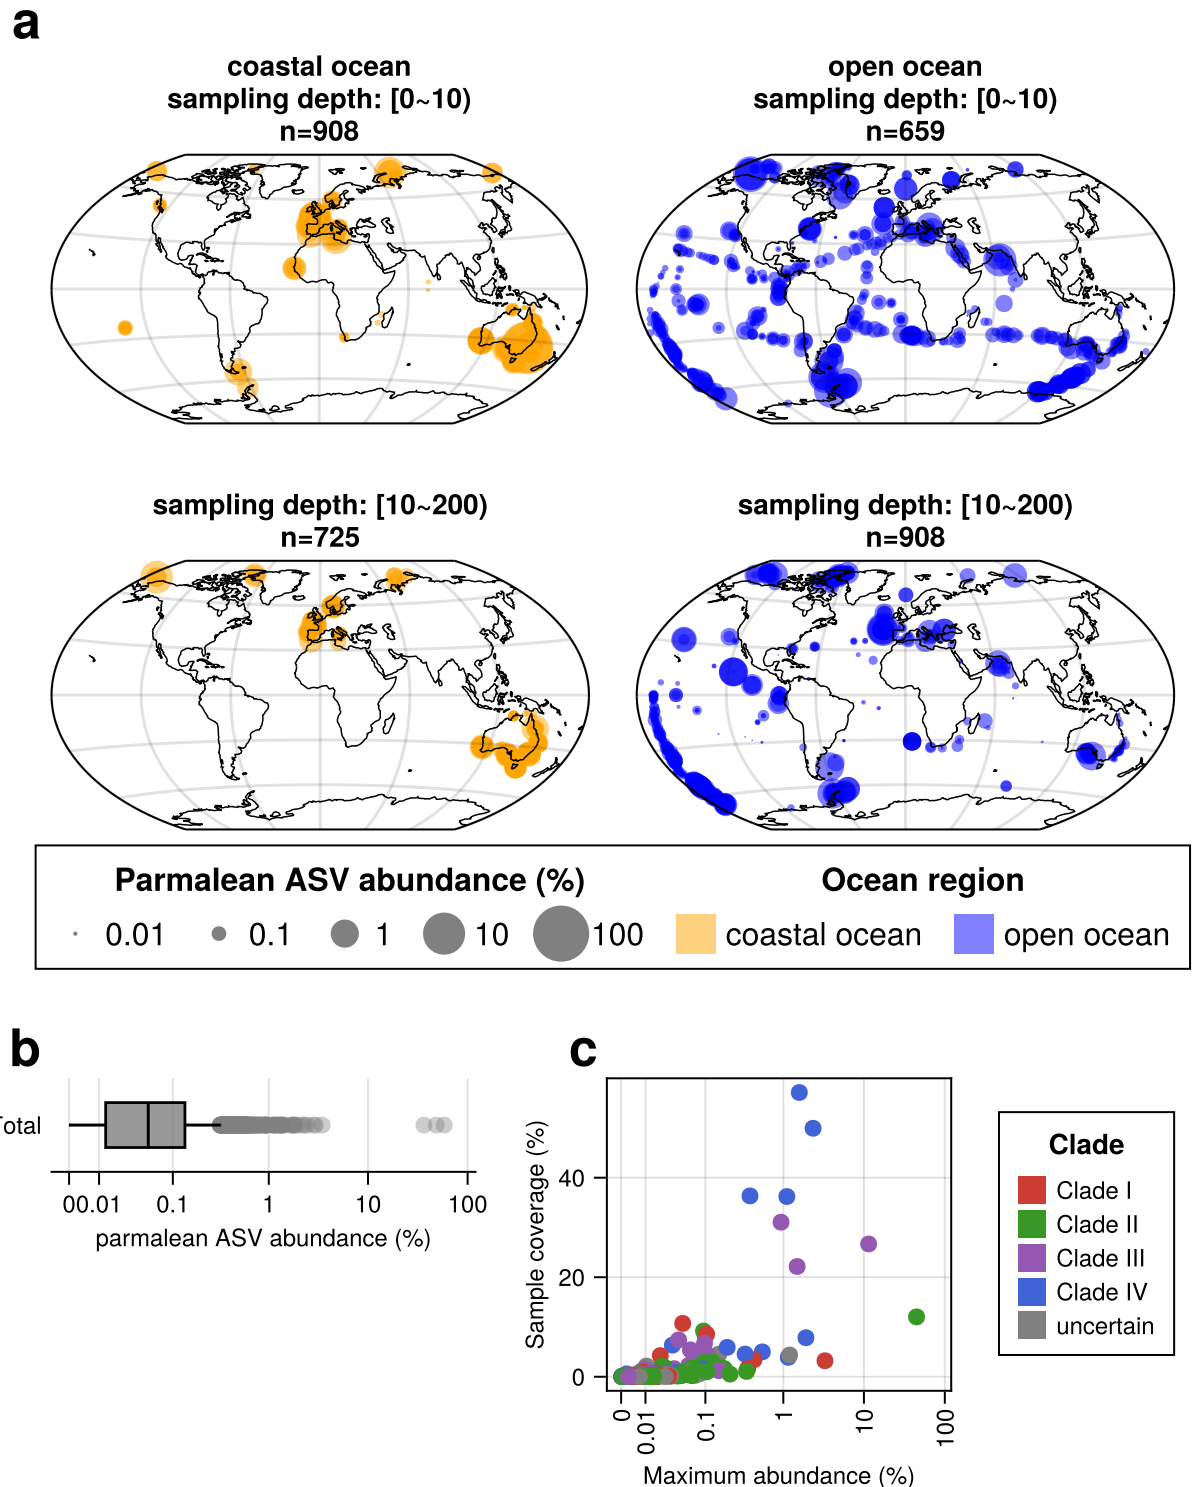 a
coastal ocean
sampling depth: [0~10)
n=908
open ocean
sampling depth: [0~10)
n=659
sampling depth: [10~200)
n=725
sampling depth: [10~200)
n=908
Parmalean ASV abundance (%)
0.01 0.1 1 10 100
Ocean region
coastal ocean open ocean
b
Total
0 0.01 0.1 1 10 100
parmalean ASV abundance (%)
c
Sample coverage (%)
40
20
0
0 0.01 0.1 1 10 100
Maximum abundance (%)
Clade
Clade I
Clade II
Clade III
Clade IV
uncertain